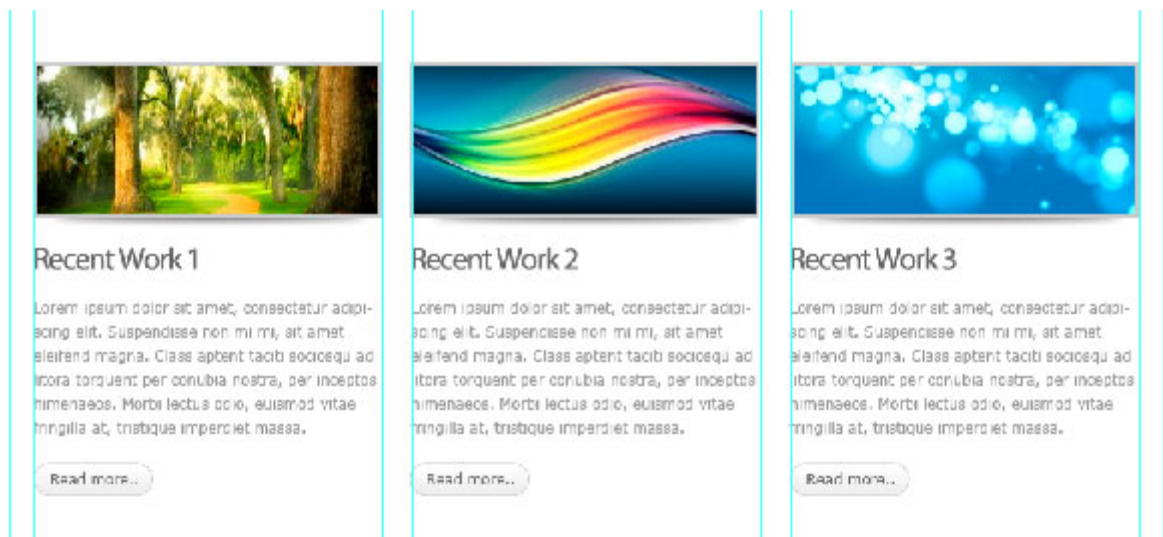 Recent Work 1
Lorem ipsum dolor sit amet, consectetur adipi-
scing elit. Suspendisse non mi mi, sit amet
eleifend magna. Class aptent taciti sociosqu ad
litora torquent per conubia nostra, per inceptos
himenaeos. Morbi lectus odio, euismod vitae
fringilla at, tristique imperdiet massa.
Read more..
Recent Work 2
Lorem ipsum dolor sit amet, consectetur adipi-
scing elit. Suspendisse non mi mi, sit amet
eleifend magna. Class aptent taciti sociosqu ad
litora torquent per conubia nostra, per inceptos
himenaeos. Morbi lectus odio, euismod vitae
fringilla at, tristique imperdiet massa.
Read more..
Recent Work 3
Lorem ipsum dolor sit amet, consectetur adipi-
scing elit. Suspendisse non mi mi, sit amet
eleifend magna. Class aptent taciti sociosqu ad
litora torquent per conubia nostra, per inceptos
himenaeos. Morbi lectus odio, euismod vitae
fringilla at, tristique imperdiet massa.
Read more..